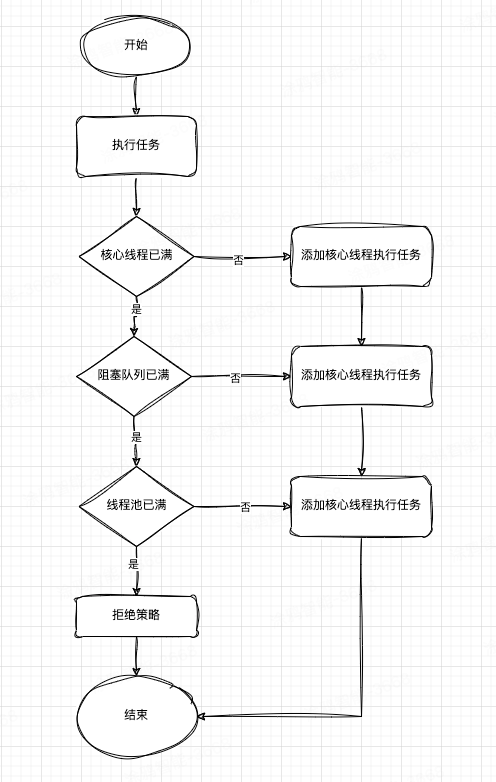 开始
执行任务
核心线程已满
否
添加核心线程执行任务
是
阻塞队列已满
否
添加核心线程执行任务
是
线程池已满
否
添加核心线程执行任务
是
拒绝策略
结束